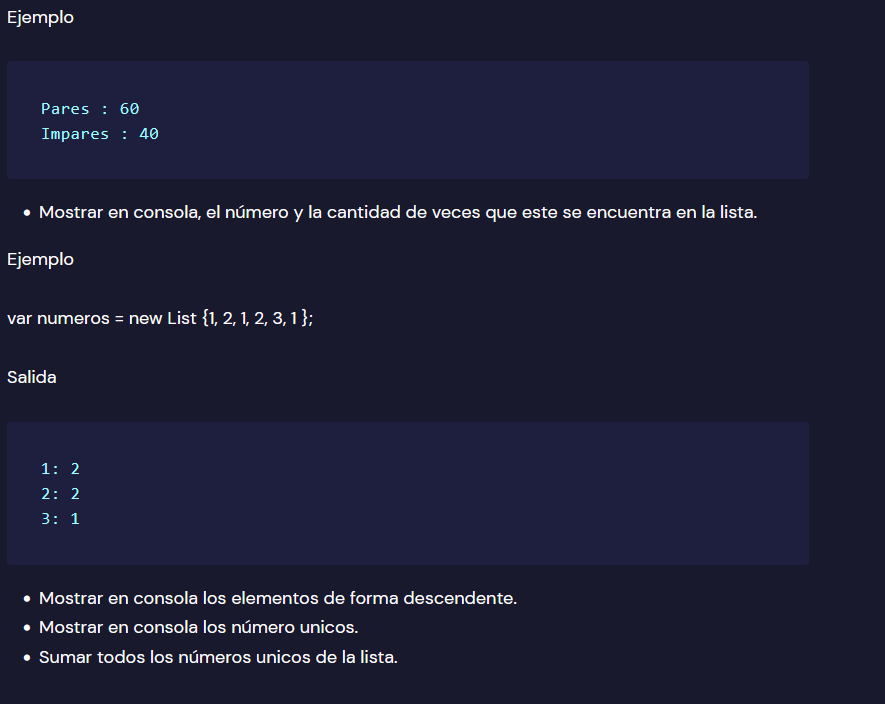 Ejemplo
Pares : 60
Impares : 40
• Mostrar en consola, el número y la cantidad de veces que este se encuentra en la lista.
Ejemplo
var numeros = new List {1, 2, 1, 2, 3, 1 };
Salida
1: 2
2: 2
3: 1
• Mostrar en consola los elementos de forma descendente.
• Mostrar en consola los número unicos.
• Sumar todos los números unicos de la lista.